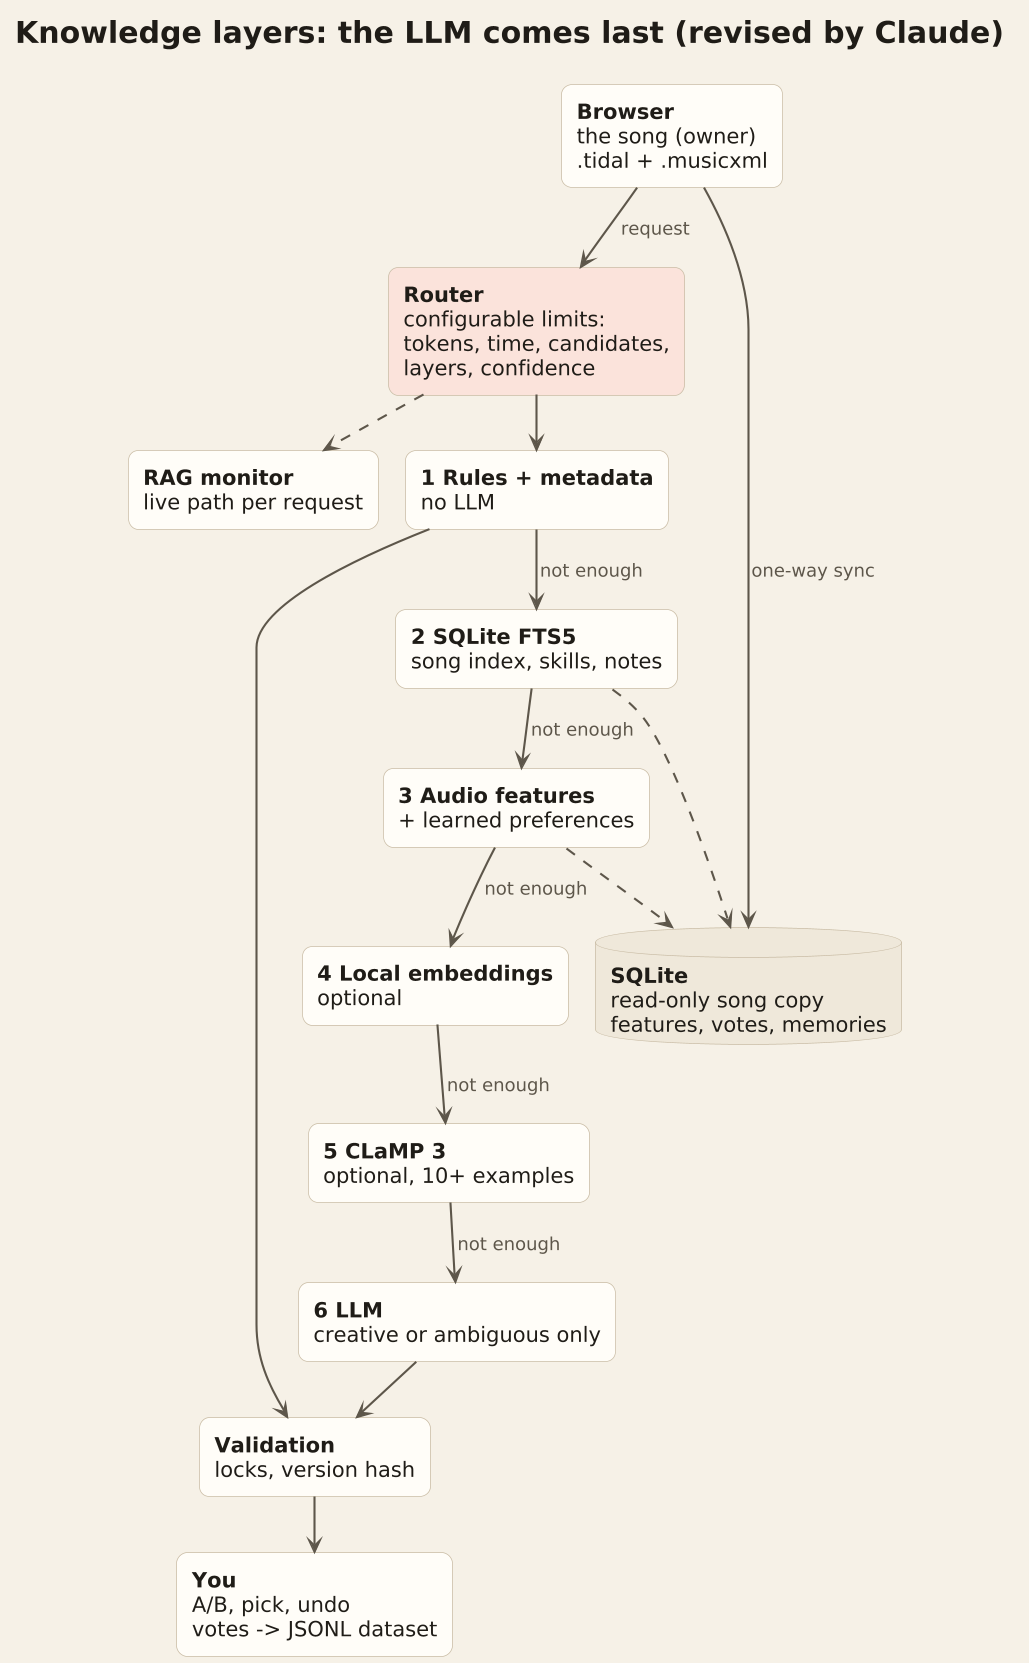 Knowledge layers: the LLM comes last (revised by Claude)
Browser
the song (owner)
.tidal + .musicxml
request
Router
configurable limits:
tokens, time, candidates,
layers, confidence
RAG monitor
live path per request
1 Rules + metadata
no LLM
not enough
one-way sync
2 SQLite FTS5
song index, skills, notes
not enough
3 Audio features
+ learned preferences
not enough
4 Local embeddings
optional
SQLite
read-only song copy
features, votes, memories
not enough
5 CLaMP 3
optional, 10+ examples
not enough
6 LLM
creative or ambiguous only
Validation
locks, version hash
You
A/B, pick, undo
votes -> JSONL dataset